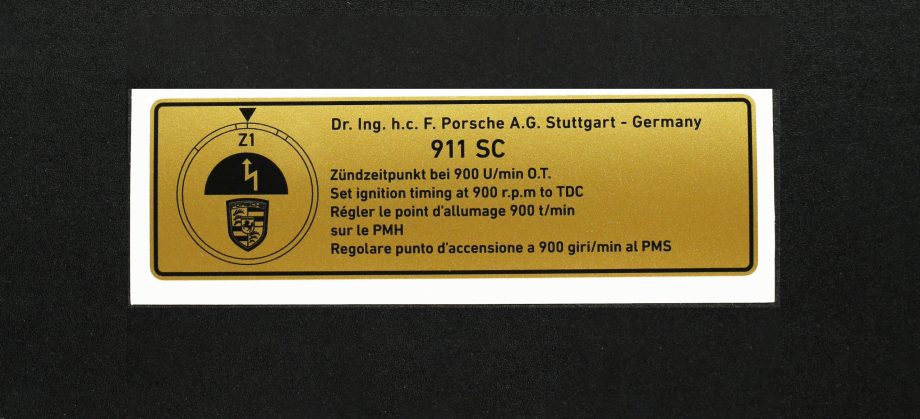 Z1
Dr. Ing. h.c. F. Porsche A.G. Stuttgart - Germany
911 SC
Zündzeitpunkt bei 900 U/min O.T.
Set ignition timing at 900 r.p.m to TDC
Régler le point d'allumage 900 t/min
sur le PMH
Regolare punto d'accensione a 900 giri/min al PMS